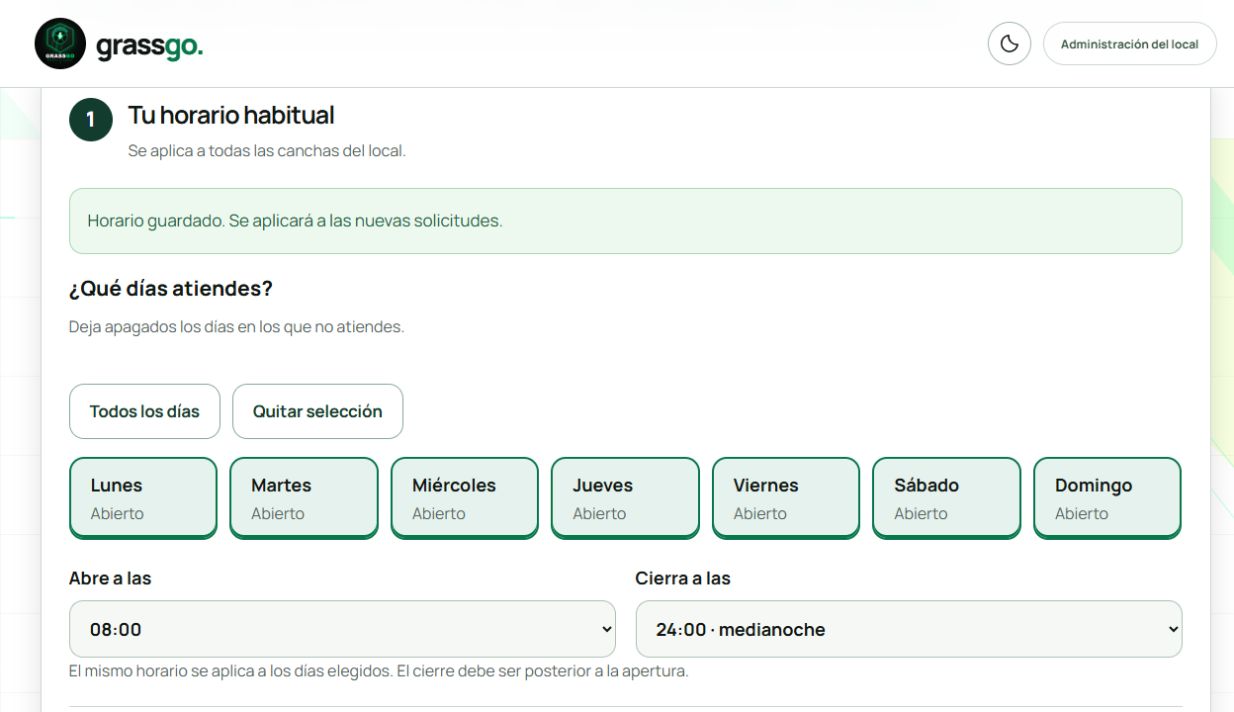 GRASSGO
grassgo.
Administración del local
1
Tu horario habitual
Se aplica a todas las canchas del local.
Horario guardado. Se aplicará a las nuevas solicitudes.
¿Qué días atiendes?
Deja apagados los días en los que no atiendes.
Todos los días
Quitar selección
Lunes
Abierto
Martes
Abierto
Miércoles
Abierto
Jueves
Abierto
Viernes
Abierto
Sábado
Abierto
Domingo
Abierto
Abre a las
08:00
Cierra a las
24:00 · medianoche
El mismo horario se aplica a los días elegidos. El cierre debe ser posterior a la apertura.